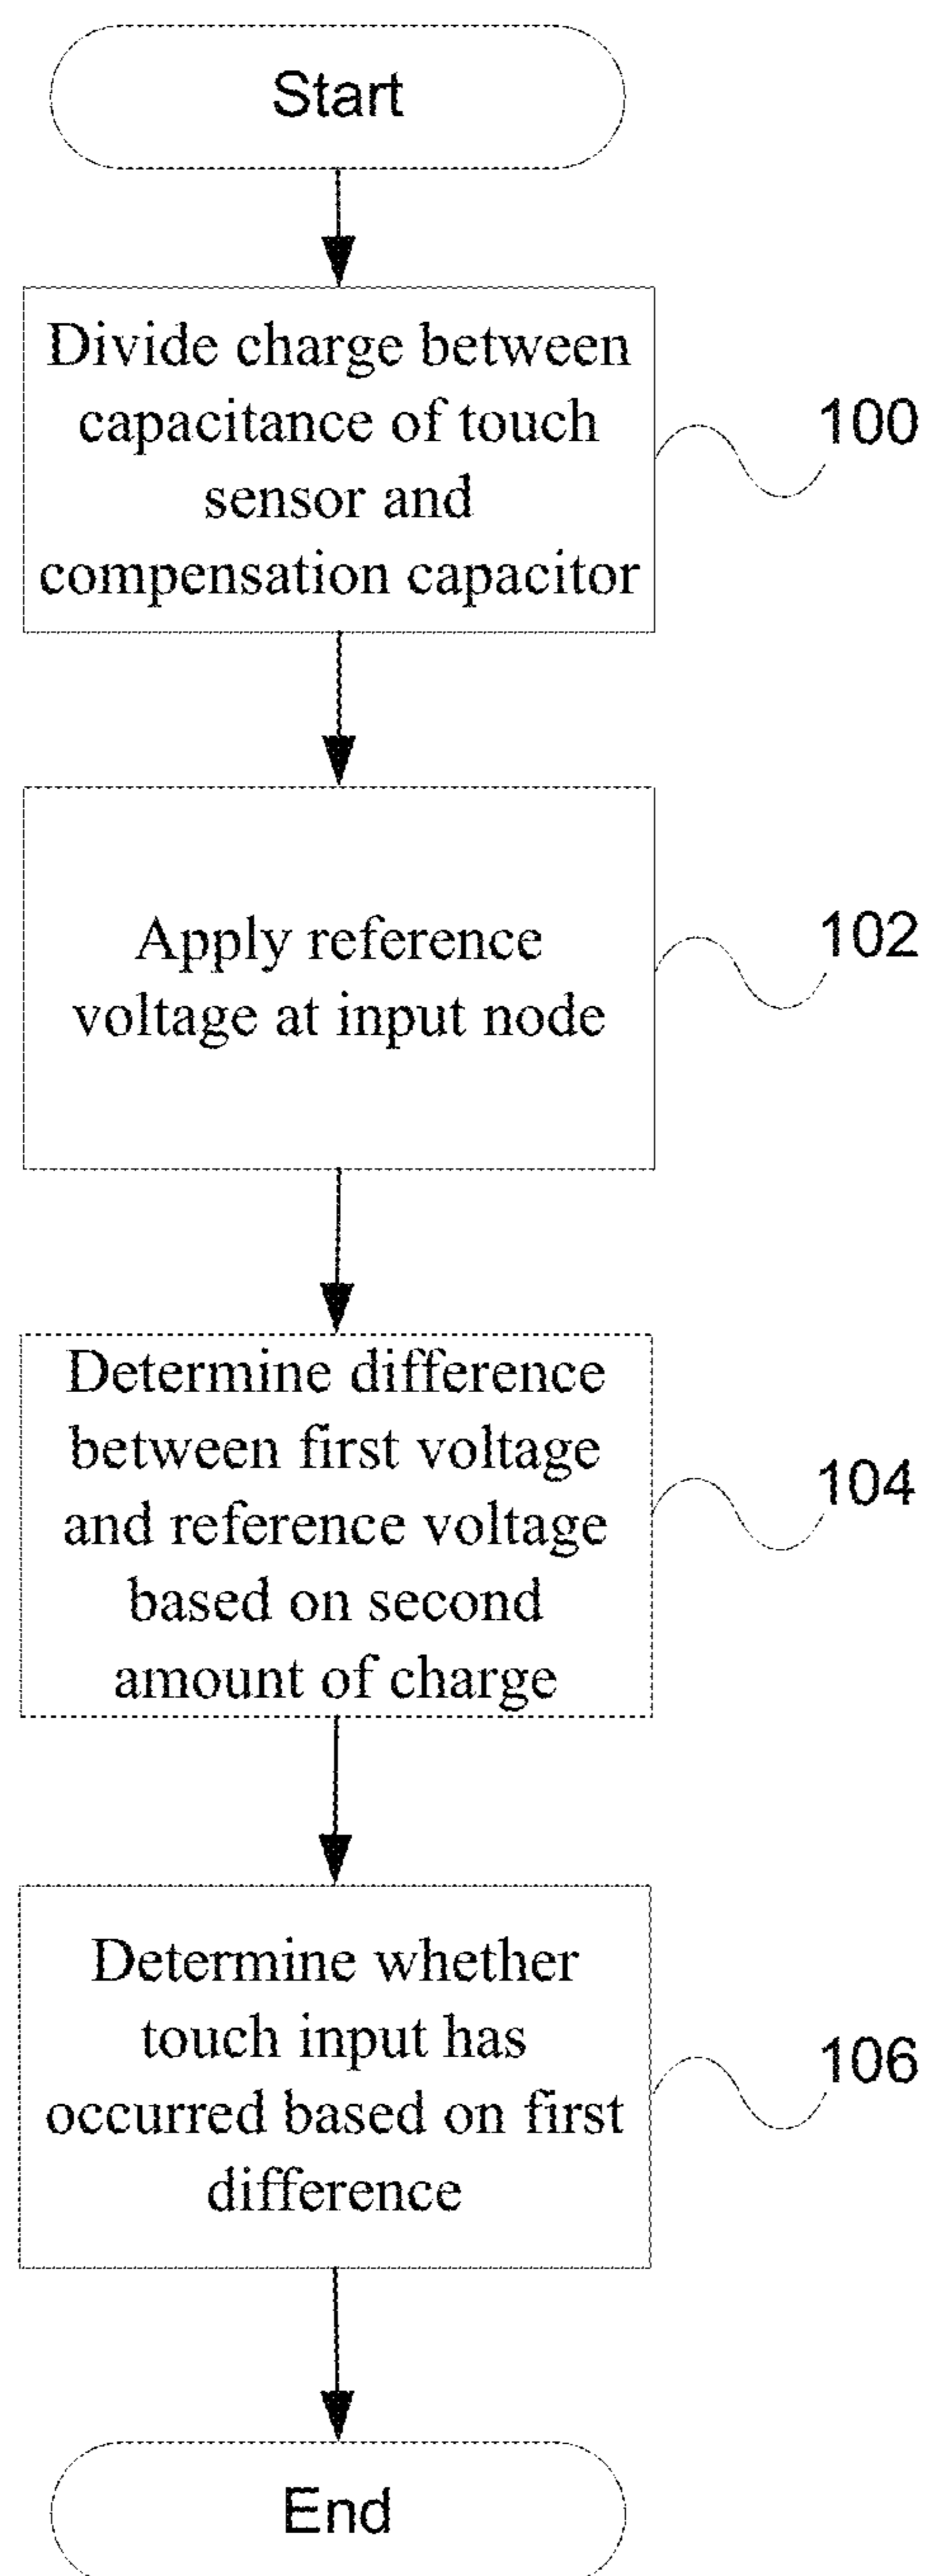 Start
Divide charge between
capacitance of touch
sensor and
compensation capacitor
100
Apply reference
voltage at input node
102
Determine difference
between first voltage
and reference voltage
based on second
amount of charge
104
Determine whether
touch input has
occurred based on first
difference
106
End